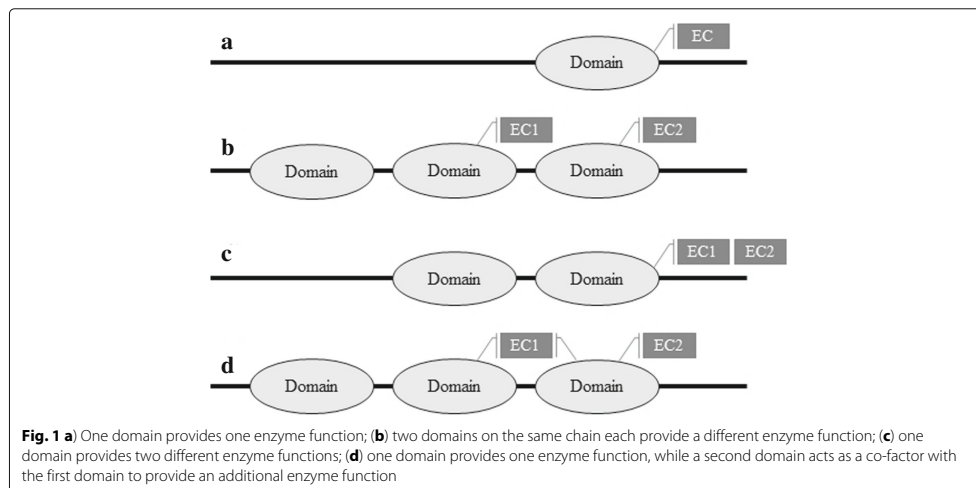 a
EC
Domain
EC1
EC2
b
Domain
Domain
Domain
c
EC1
EC2
Domain
Domain
EC1
EC2
d
Domain
Domain
Domain
Fig. 1 a) One domain provides one enzyme function; (b) two domains on the same chain each provide a different enzyme function; (c) one
domain provides two different enzyme functions; (d) one domain provides one enzyme function, while a second domain acts as a co-factor with
the first domain to provide an additional enzyme function